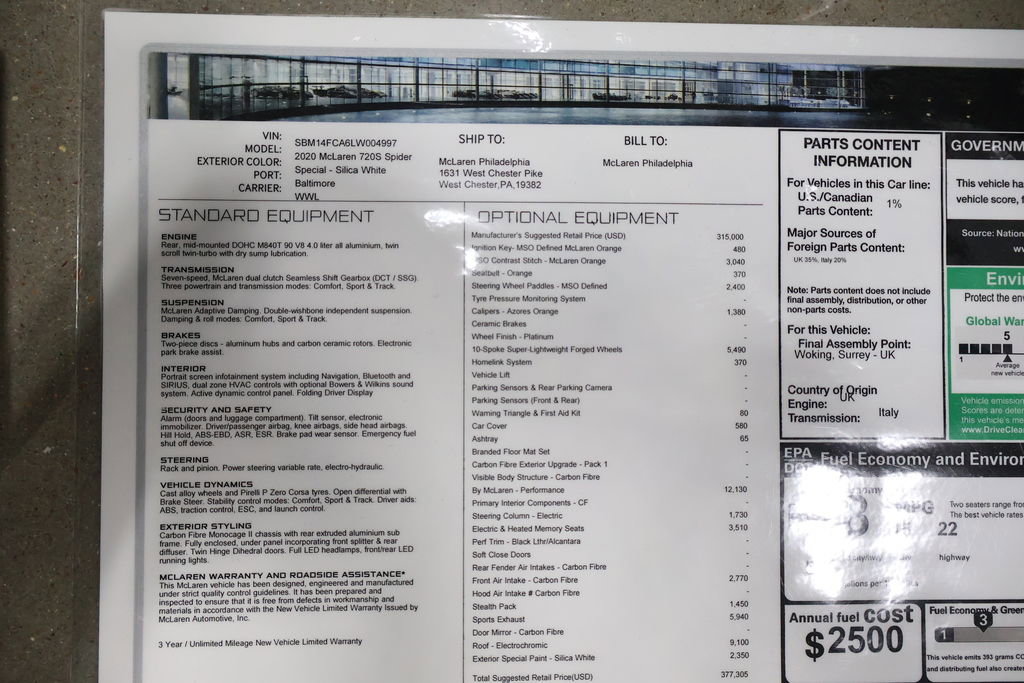 VIN: SBM14FCA6LW004997
MODEL: 2020 McLaren 720S Spider
EXTERIOR COLOR: Special - Silica White
PORT: Baltimore
CARRIER: WWL
SHIP TO:
McLaren Philadelphia
1631 West Chester Pike
West Chester,PA,19382
BILL TO:
McLaren Philadelphia
STANDARD EQUIPMENT
ENGINE
Rear, mid-mounted DOHC M840T 90 V8 4.0 liter all aluminium, twin
scroll twin-turbo with dry sump lubrication.
TRANSMISSION
Seven-speed, McLaren dual clutch Seamless Shift Gearbox (DCT / SSG).
Three powertrain and transmission modes: Comfort, Sport & Track.
SUSPENSION
McLaren Adaptive Damping. Double-wishbone independent suspension.
Damping & roll modes: Comfort, Sport & Track.
BRAKES
Two-piece discs - aluminum hubs and carbon ceramic rotors. Electronic
park brake assist.
INTERIOR
Portrait screen infotainment system including Navigation, Bluetooth and
SIRIUS, dual zone HVAC controls with optional Bowers & Wilkins sound
system. Active dynamic control panel. Folding Driver Display
SECURITY AND SAFETY
Alarm (doors and luggage compartment). Tilt sensor, electronic
immobilizer. Driver/passenger airbag, knee airbags, side head airbags.
Hill Hold, ABS-EBD, ASR, ESR. Brake pad wear sensor. Emergency fuel
shut off device.
STEERING
Rack and pinion. Power steering variable rate, electro-hydraulic.
VEHICLE DYNAMICS
Cast alloy wheels and Pirelli P Zero Corsa tyres. Open differential with
Brake Steer. Stability control modes: Comfort, Sport & Track. Driver aids:
ABS, traction control, ESC, and launch control.
EXTERIOR STYLING
Carbon Fibre Monocage II chassis with rear extruded aluminium sub
frame. Fully enclosed, under panel incorporating front splitter & rear
diffuser. Twin Hinge Dihedral doors. Full LED headlamps, front/rear LED
running lights.
MCLAREN WARRANTY AND ROADSIDE ASSISTANCE*
This McLaren vehicle has been designed, engineered and manufactured
under strict quality control guidelines. It has been prepared and
inspected to ensure that it is free from defects in workmanship and
materials in accordance with the New Vehicle Limited Warranty Issued by
McLaren Automotive, Inc.
3 Year / Unlimited Mileage New Vehicle Limited Warranty
OPTIONAL EQUIPMENT
Manufacturer's Suggested Retail Price (USD) 315,000
Ignition Key- MSO Defined McLaren Orange 480
MSO Contrast Stitch - McLaren Orange 3,040
Seatbelt - Orange 370
Steering Wheel Paddles - MSO Defined 2,400
Tyre Pressure Monitoring System -
Calipers - Azores Orange 1,380
Ceramic Brakes -
Wheel Finish - Platinum -
10-Spoke Super-Lightweight Forged Wheels 5,490
Homelink System 370
Vehicle Lift -
Parking Sensors & Rear Parking Camera -
Parking Sensors (Front & Rear) -
Warning Triangle & First Aid Kit 80
Car Cover 580
Ashtray 65
Branded Floor Mat Set -
Carbon Fibre Exterior Upgrade - Pack 1 -
Visible Body Structure - Carbon Fibre -
By McLaren - Performance 12,130
Primary Interior Components - CF -
Steering Column - Electric 1,730
Electric & Heated Memory Seats 3,510
Perf Trim - Black Lthr/Alcantara -
Soft Close Doors -
Rear Fender Air Intakes - Carbon Fibre -
Front Air Intake - Carbon Fibre 2,770
Hood Air Intake # Carbon Fibre -
Stealth Pack 1,450
Sports Exhaust 5,940
Door Mirror - Carbon Fibre -
Roof - Electrochromic 9,100
Exterior Special Paint - Silica White 2,350
Total Suggested Retail Price(USD) 377,305
PARTS CONTENT
INFORMATION
For Vehicles in this Car line:
U.S./Canadian
Parts Content: 1%
Major Sources of
Foreign Parts Content:
UK 35%, Italy 20%
Note: Parts content does not include
final assembly, distribution, or other
non-parts costs.
For this Vehicle:
Final Assembly Point:
Woking, Surrey - UK
Country of Origin
Engine: UK
Transmission: Italy
GOVERNM
This vehicle ha
vehicle score, f
Source: Nation
Envi
Protect the en
Global War
5
1
Average
new vehicle
Vehicle emission
Scores are dete
this vehicle's me
www.DriveClea
EPA
DO
Fuel Economy and Environ
MPG
22
highway
Two seaters range fro
The best vehicle rates
Annual fuel cost
$2500
Fuel Economy & Green
1
3
This vehicle emits 393 grams CO
and distributing fuel also creates